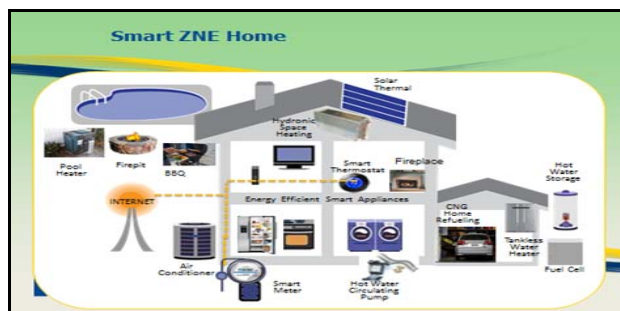 Smart ZNE Home
Solar
Thermal
Hydronic
Space
Heating
Pool
Heater
Firepit
BBQ
Smart
Thermostat
Fireplace
Hot
Water
Storage
INTERNET
Energy Efficient Smart Appliances
CNG
Home
Refueling
Tankless
Water
Heater
Air
Conditioner
Smart
Meter
Hot Water
Circulating
Pump
Fuel Cell